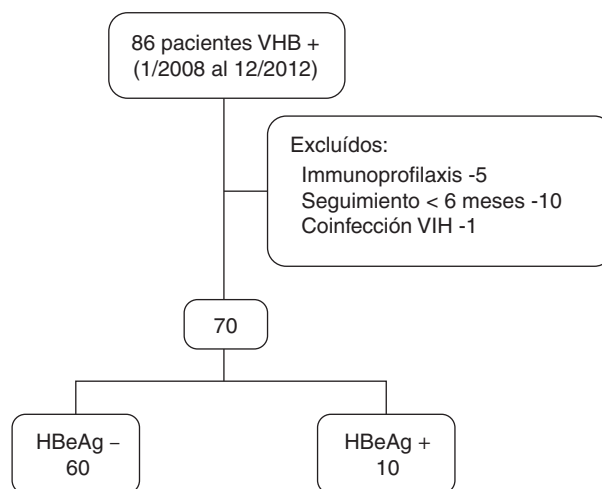 86 pacientes VHB +
(1/2008 al 12/2012)
Excluídos:
Immunoprofilaxis -5
Seguimiento < 6 meses -10
Coinfección VIH -1
70
HBeAg –
60
HBeAg +
10